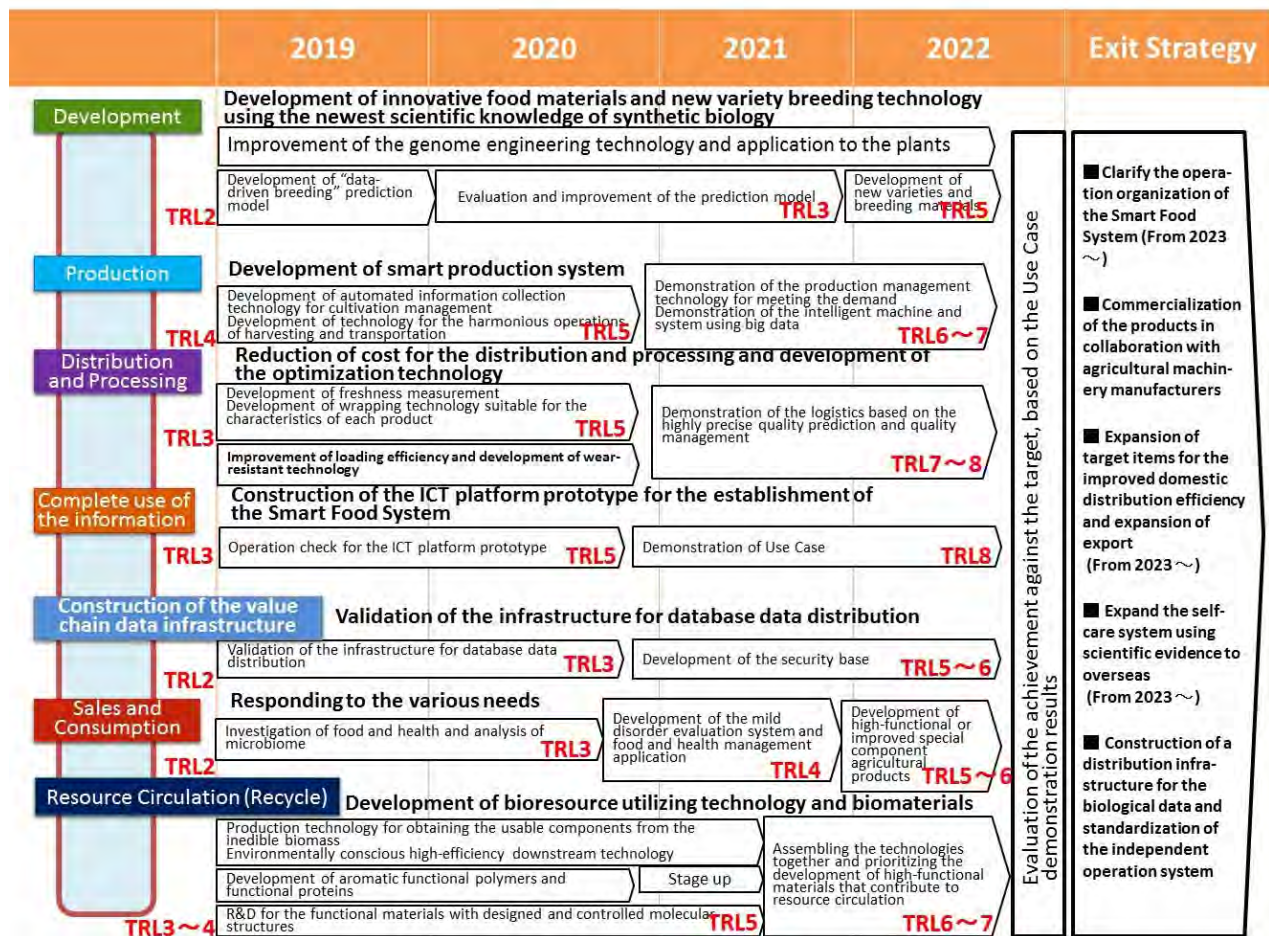 2019 2020 2021 2022 Exit Strategy
Development
Development of innovative food materials and new variety breeding technology
using the newest scientific knowledge of synthetic biology
Improvement of the genome engineering technology and application to the plants
TRL2
Development of “data-
driven breeding” prediction
model
Evaluation and improvement of the prediction model
TRL3
Development of
new varieties and
breeding materials
TRL5
Production
Development of smart production system
TRL4
Development of automated information collection
technology for cultivation management
Development of technology for the harmonious operations
of harvesting and transportation
TRL5
Demonstration of the production management
technology for meeting the demand
Demonstration of the intelligent machine and
system using big data
TRL6～7
Distribution
and Processing
Reduction of cost for the distribution and processing and development of
the optimization technology
TRL3
Development of freshness measurement
Development of wrapping technology suitable for the
characteristics of each product
TRL5
Improvement of loading efficiency and development of wear-
resistant technology
Demonstration of the logistics based on the
highly precise quality prediction and quality
management
TRL7～8
Complete use of
the information
Construction of the ICT platform prototype for the establishment of
the Smart Food System
TRL3
Operation check for the ICT platform prototype
TRL5
Demonstration of Use Case
TRL8
Construction of the value
chain data infrastructure
Validation of the infrastructure for database data distribution
TRL2
Validation of the infrastructure for database data
distribution
TRL3
Development of the security base
TRL5～6
Sales and
Consumption
Responding to the various needs
TRL2
Investigation of food and health and analysis of
microbiome
TRL3
Development of the mild
disorder evaluation system and
food and health management
application
TRL4
Development of
high-functional or
improved special
component
agricultural
products
TRL5～6
Resource Circulation (Recycle)
Development of bioresource utilizing technology and biomaterials
Production technology for obtaining the usable components from the
inedible biomass
Environmentally conscious high-efficiency downstream technology
Development of aromatic functional polymers and
functional proteins
Stage up
TRL3～4
R&D for the functional materials with designed and controlled molecular
structures
TRL5
Assembling the technologies
together and prioritizing the
development of high-functional
materials that contribute to
resource circulation
TRL6～7
Evaluation of the achievement against the target, based on the Use Case
demonstration results
■ Clarify the opera-
tion organization of
the Smart Food
System (From 2023
～)
■ Commercialization
of the products in
collaboration with
agricultural machin-
ery manufacturers
■ Expansion of
target items for the
improved domestic
distribution efficiency
and expansion of
export
(From 2023 ～)
■ Expand the self-
care system using
scientific evidence to
overseas
(From 2023 ～)
■ Construction of a
distribution infra-
structure for the
biological data and
standardization of
the independent
operation system